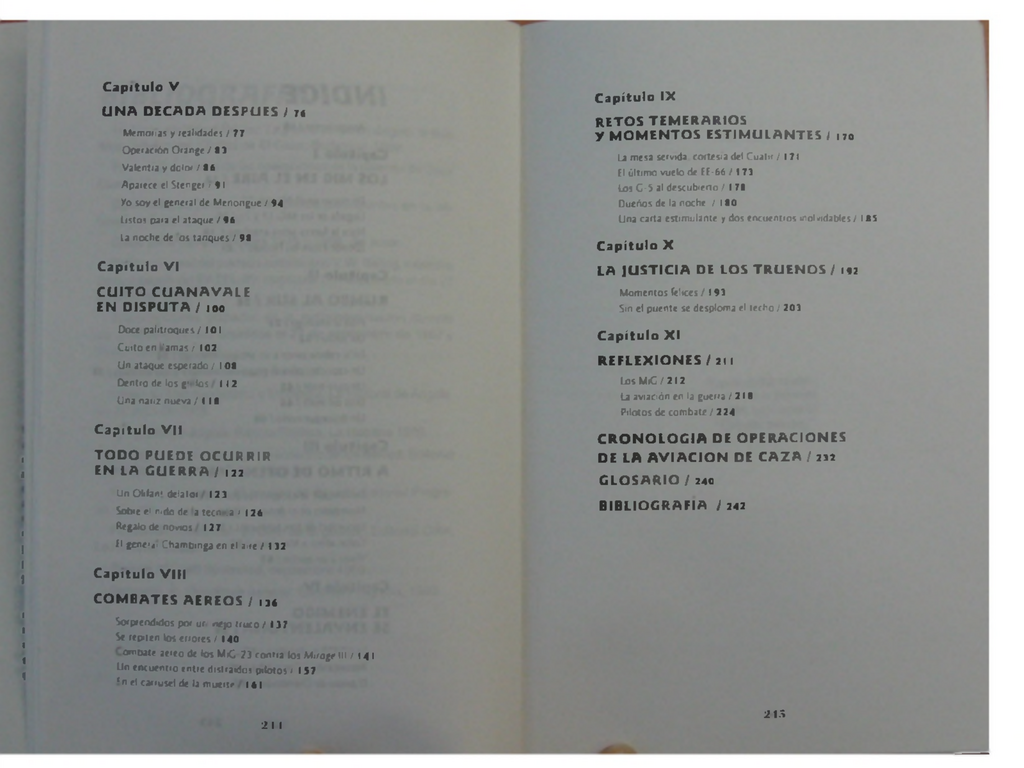 Capítulo V
UNA DECADA DESPUES / 76
Memorias y realidades / 77
Operación Orange / 83
Valentía y dolor / 86
Aparece el Stenger / 91
Yo soy el general de Menongue / 94
Listos para el ataque / 96
La noche de los tanques / 98
Capítulo VI
CUITO CUANAVALE
EN DISPUTA / 100
Doce palitroques / 101
Cuito en llamas / 102
Un ataque esperado / 108
Dentro de los grillos / 112
Una nariz nueva / 118
Capítulo VII
TODO PUEDE OCURRIR
EN LA GUERRA / 122
Un Olifant delator / 123
Sobre el nido de la técnica / 126
Regalo de novios / 127
El general Chambinga en el aire / 132
Capítulo VIII
COMBATES AEREOS / 136
Sorprendidos por un viejo truco / 137
Se repiten los errores / 140
Combate aéreo de los MiG-23 contra los Mirage III / 141
Un encuentro entre distraídos pilotos / 157
En el carrusel de la muerte / 161
244
Capítulo IX
RETOS TEMERARIOS
Y MOMENTOS ESTIMULANTES / 170
La mesa servida, cortesía del Cuatir / 171
El último vuelo de EF-66 / 173
Los G-5 al descubierto / 178
Dueños de la noche / 180
Una carta estimulante y dos encuentros inolvidables / 185
Capítulo X
LA JUSTICIA DE LOS TRUENOS / 192
Momentos felices / 193
Sin el puente se desploma el techo / 203
Capítulo XI
REFLEXIONES / 211
Los MiG / 212
La aviación en la guerra / 218
Pilotos de combate / 224
CRONOLOGIA DE OPERACIONES
DE LA AVIACION DE CAZA / 232
GLOSARIO / 240
BIBLIOGRAFÍA / 242
245